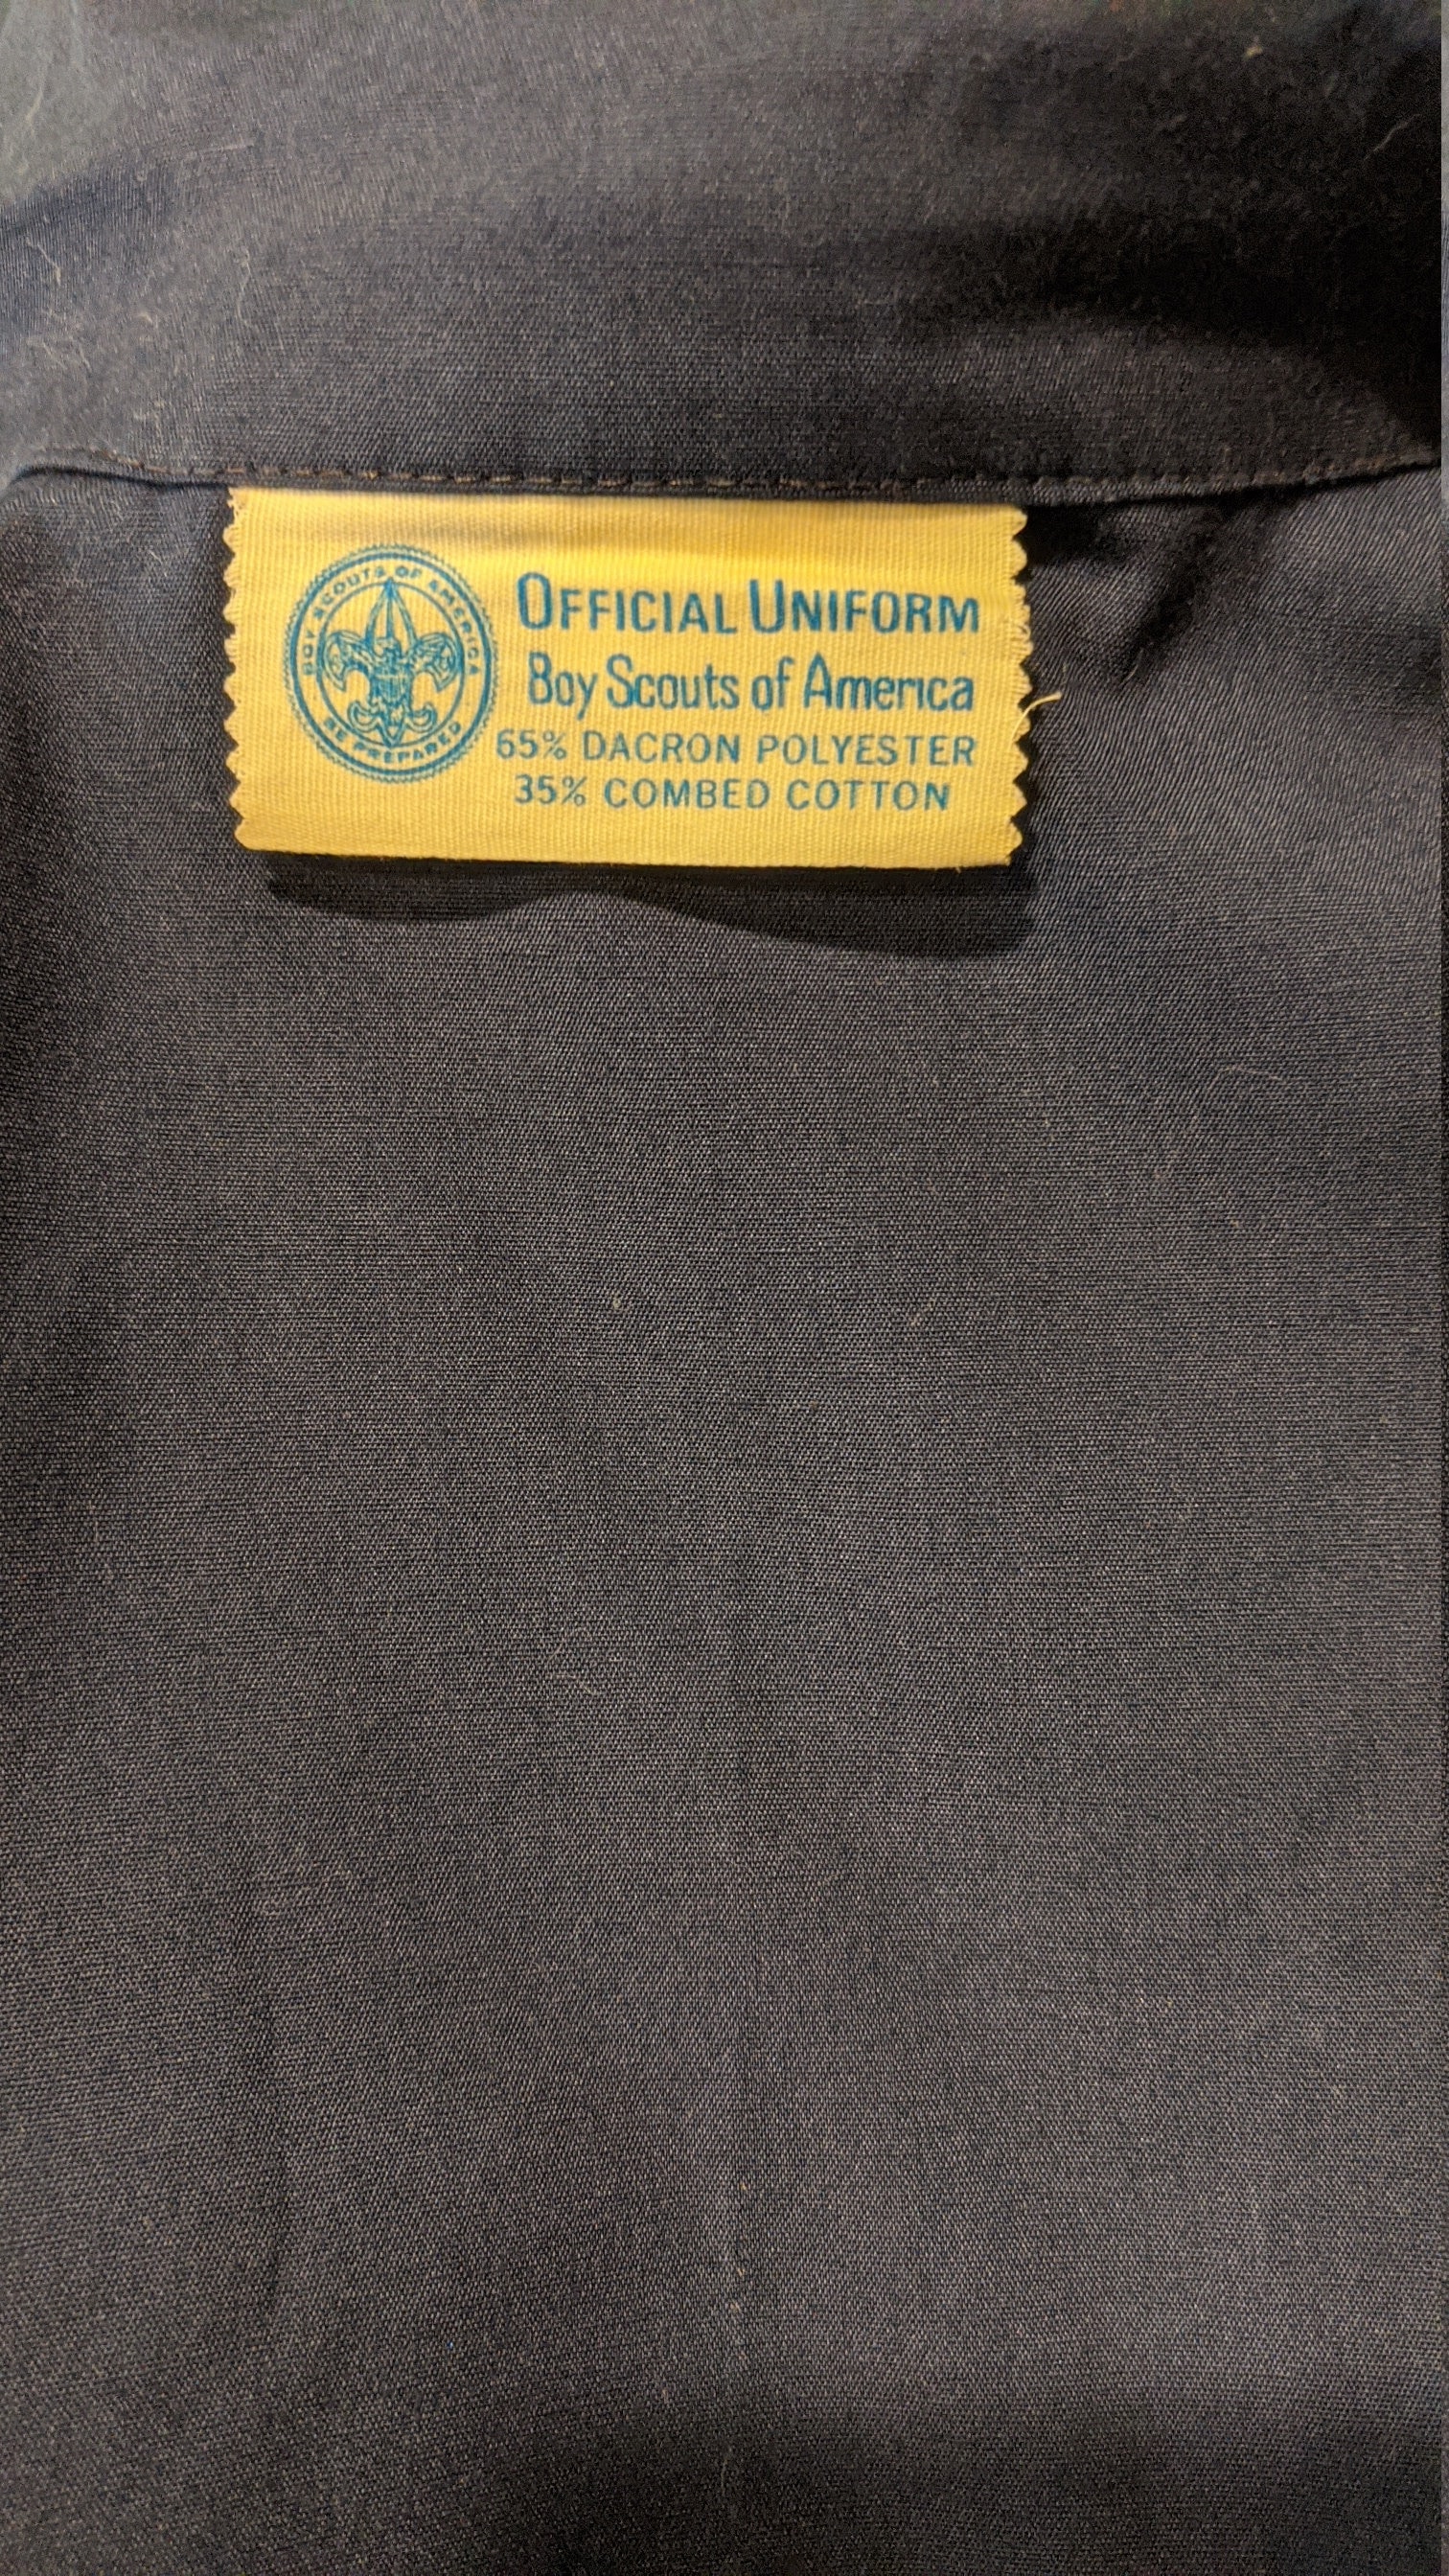 BOY SCOUTS OF AMERICA
BE PREPARED
OFFICIAL UNIFORM
Boy Scouts of America
65% DACRON POLYESTER
35% COMBED COTTON